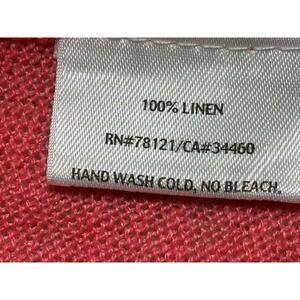 100% LINEN
RN#78121/CA#34460
HAND WASH COLD, NO BLEACH.